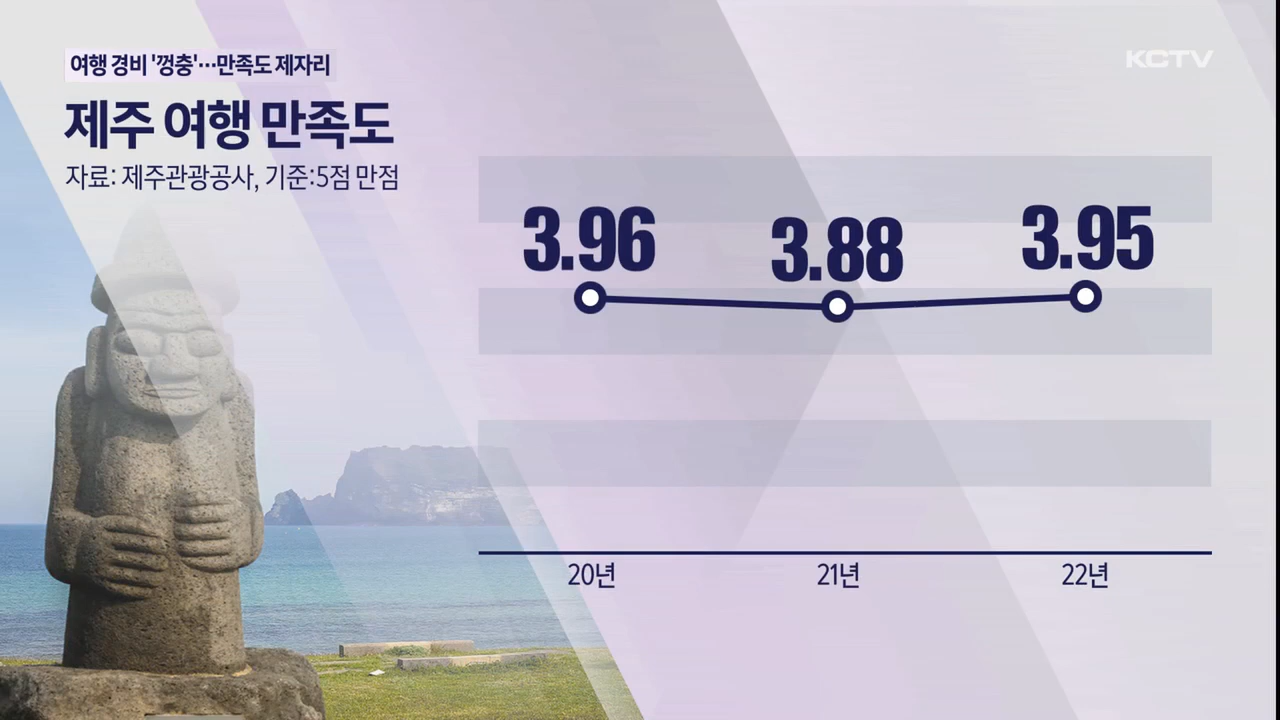 여행 경비 '껑충'…만족도 제자리
KCTV
제주 여행 만족도
자료: 제주관광공사, 기준:5점 만점
3.96
3.88
3.95
20년
21년
22년